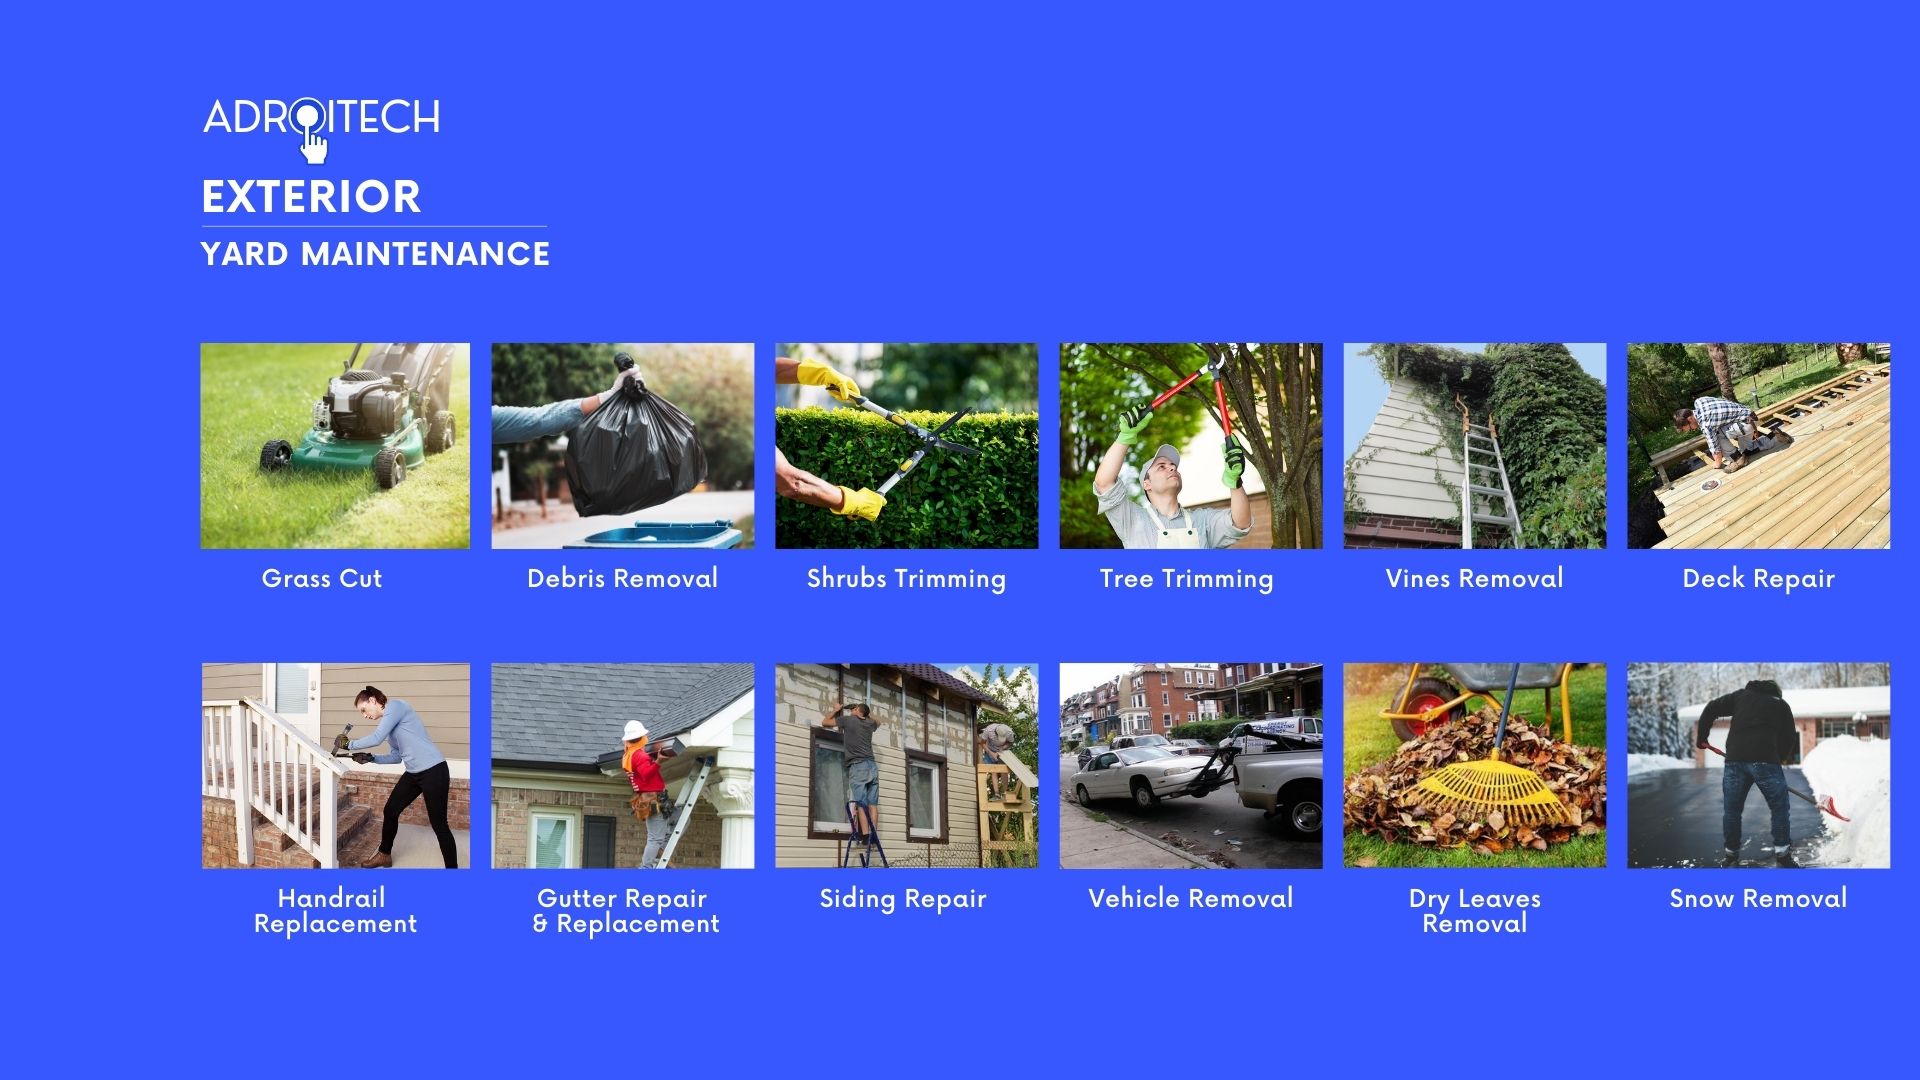 ADROITECH
EXTERIOR
YARD MAINTENANCE
Grass Cut
Debris Removal
Shrubs Trimming
Tree Trimming
Vines Removal
Deck Repair
Handrail
Replacement
Gutter Repair
& Replacement
Siding Repair
Vehicle Removal
Dry Leaves
Removal
Snow Removal